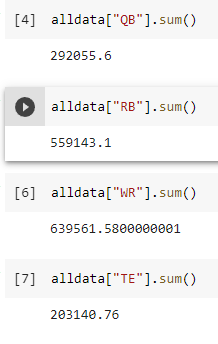 [4] alldata["QB"].sum()
292055.6
alldata["RB"].sum()
559143.1
[6] alldata["WR"].sum()
639561.5800000001
[7] alldata["TE"].sum()
203140.76